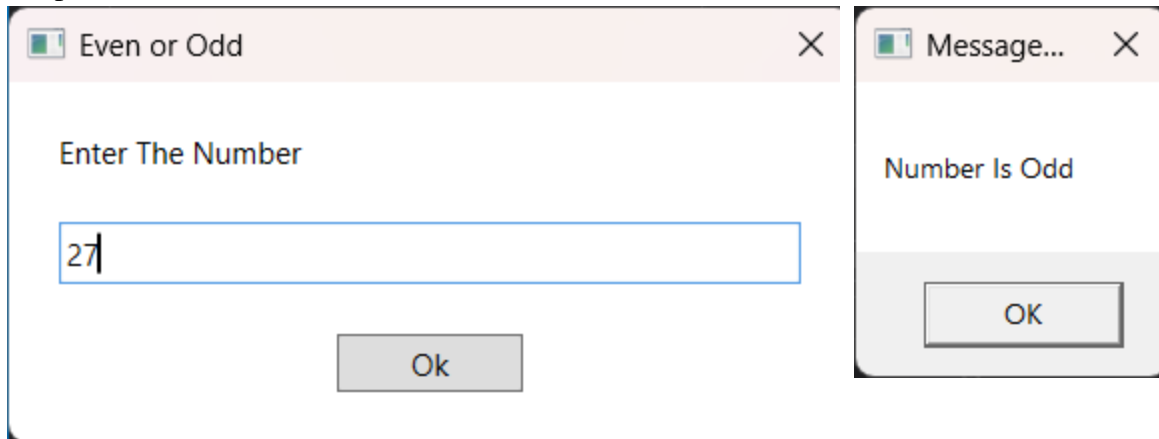 Even or Odd
Enter The Number
27
Ok
Message...
Number Is Odd
OK